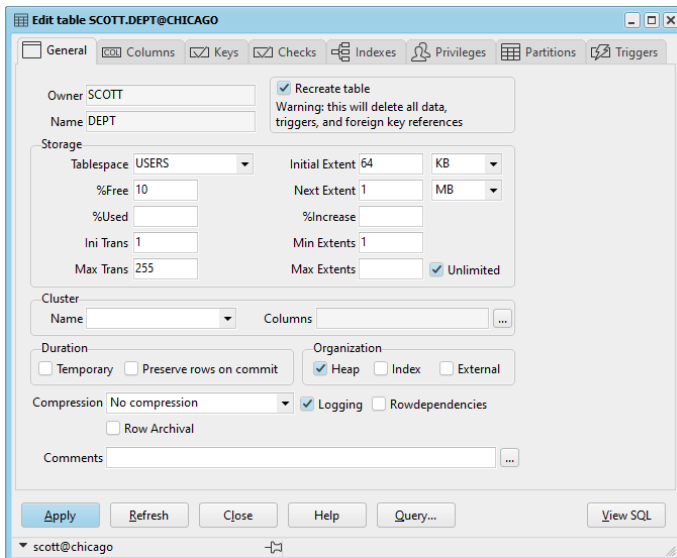 Edit table SCOTT.DEPT@CHICAGO
General COL Columns Keys Checks Indexes Privileges Partitions Triggers
Owner SCOTT
Name DEPT
Recreate table
Warning: this will delete all data,
triggers, and foreign key references
Storage
Tablespace USERS Initial Extent 64 KB
%Free 10 Next Extent 1 MB
%Used %Increase
Ini Trans 1 Min Extents 1
Max Trans 255 Max Extents Unlimited
Cluster
Name Columns ...
Duration
Temporary Preserve rows on commit
Organization
Heap Index External
Compression No compression Logging Rowdependencies
Row Archival
Comments ...
Apply Refresh Close Help Query... View SQL
scott@chicago